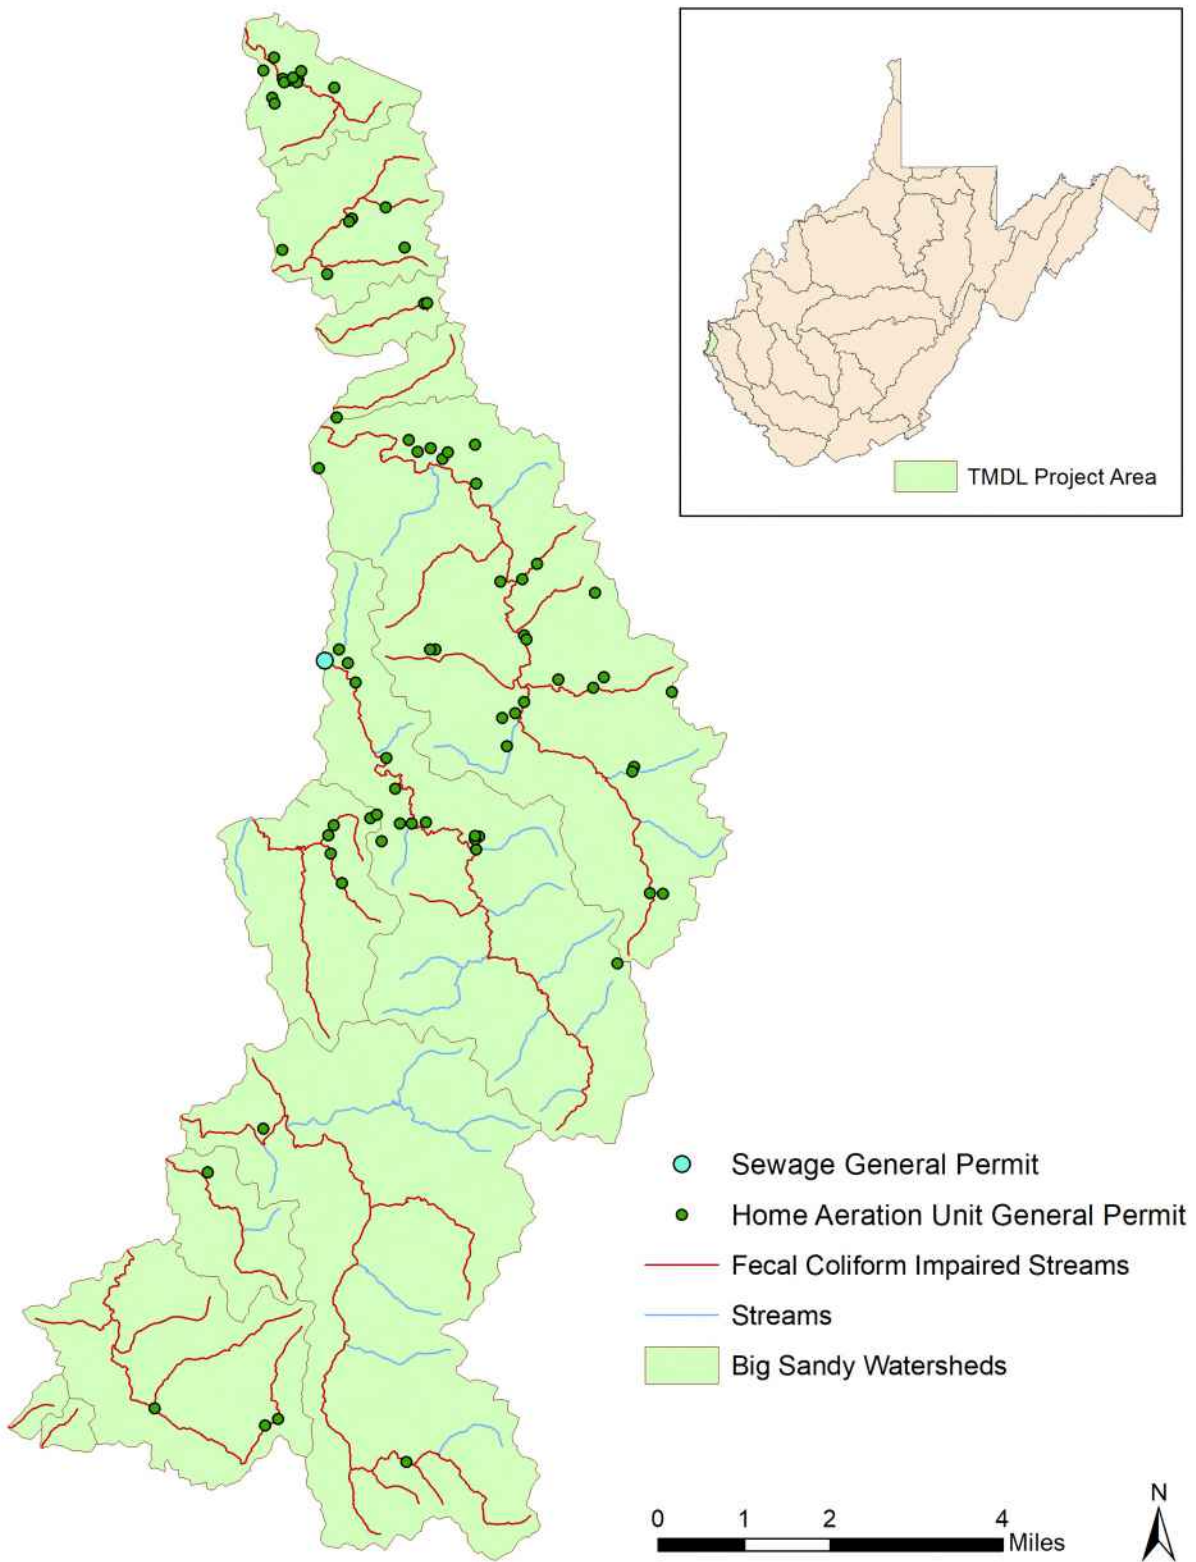 TMDL Project Area
Sewage General Permit
Home Aeration Unit General Permit
Fecal Coliform Impaired Streams
Streams
Big Sandy Watersheds
N
0 1 2 4
Miles